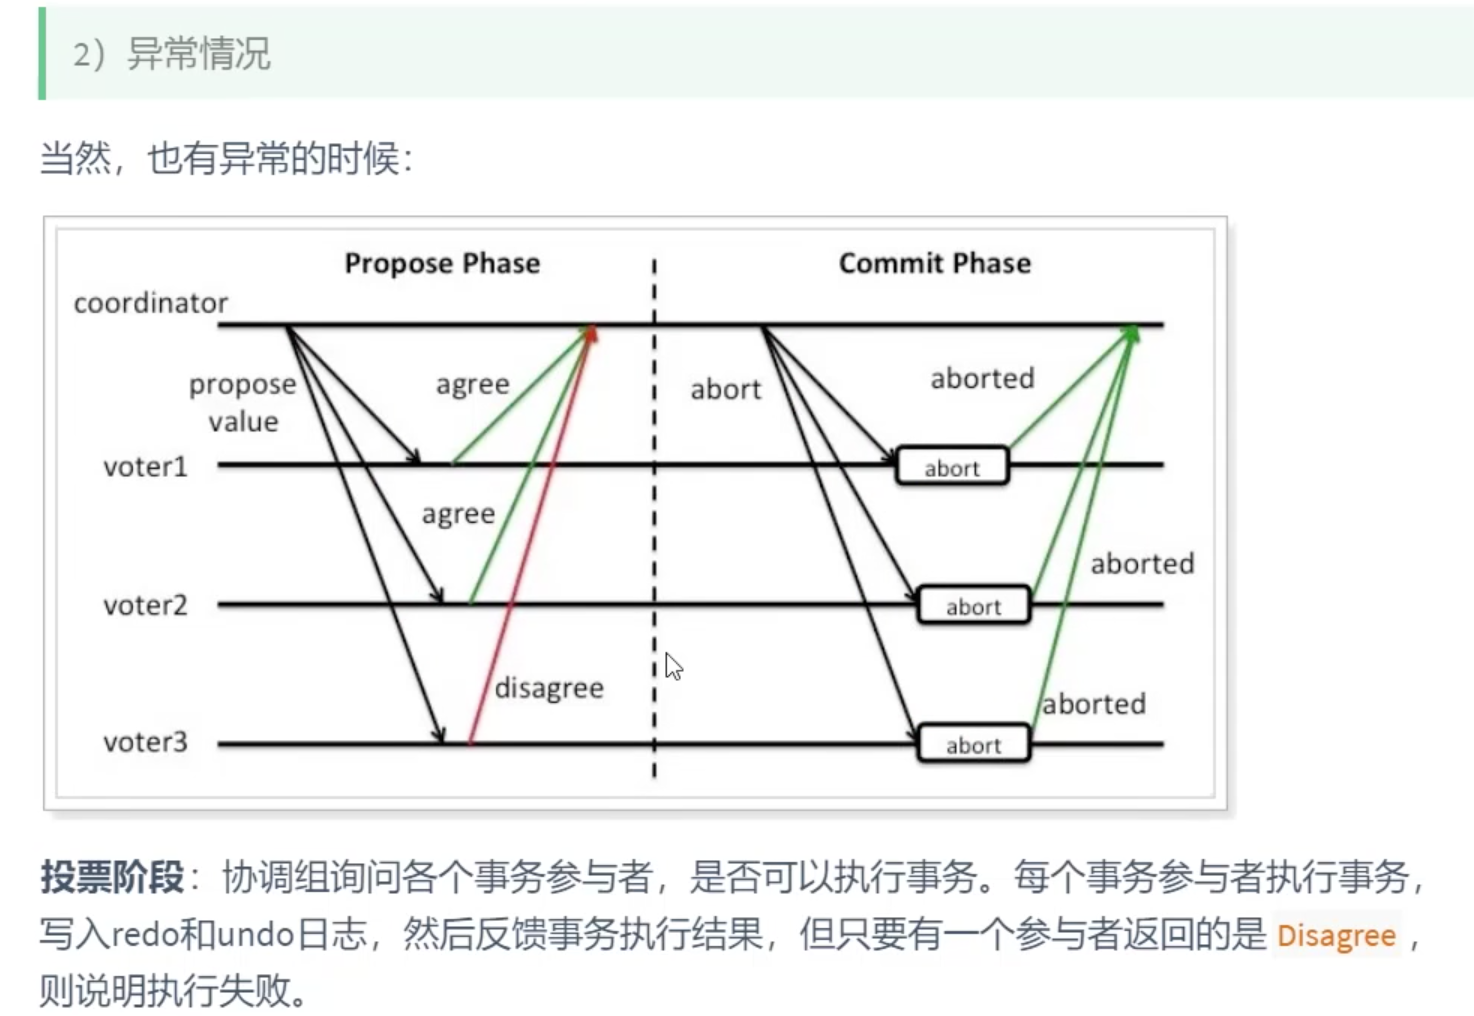 2）异常情况
当然，也有异常的时候：
Propose Phase
Commit Phase
coordinator
propose
value
agree
abort
aborted
voter1
abort
agree
aborted
voter2
abort
disagree
aborted
voter3
abort
投票阶段：协调组询问各个事务参与者，是否可以执行事务。每个事务参与者执行事务，
写入redo和undo日志，然后反馈事务执行结果，但只要有一个参与者返回的是 Disagree ，
则说明执行失败。